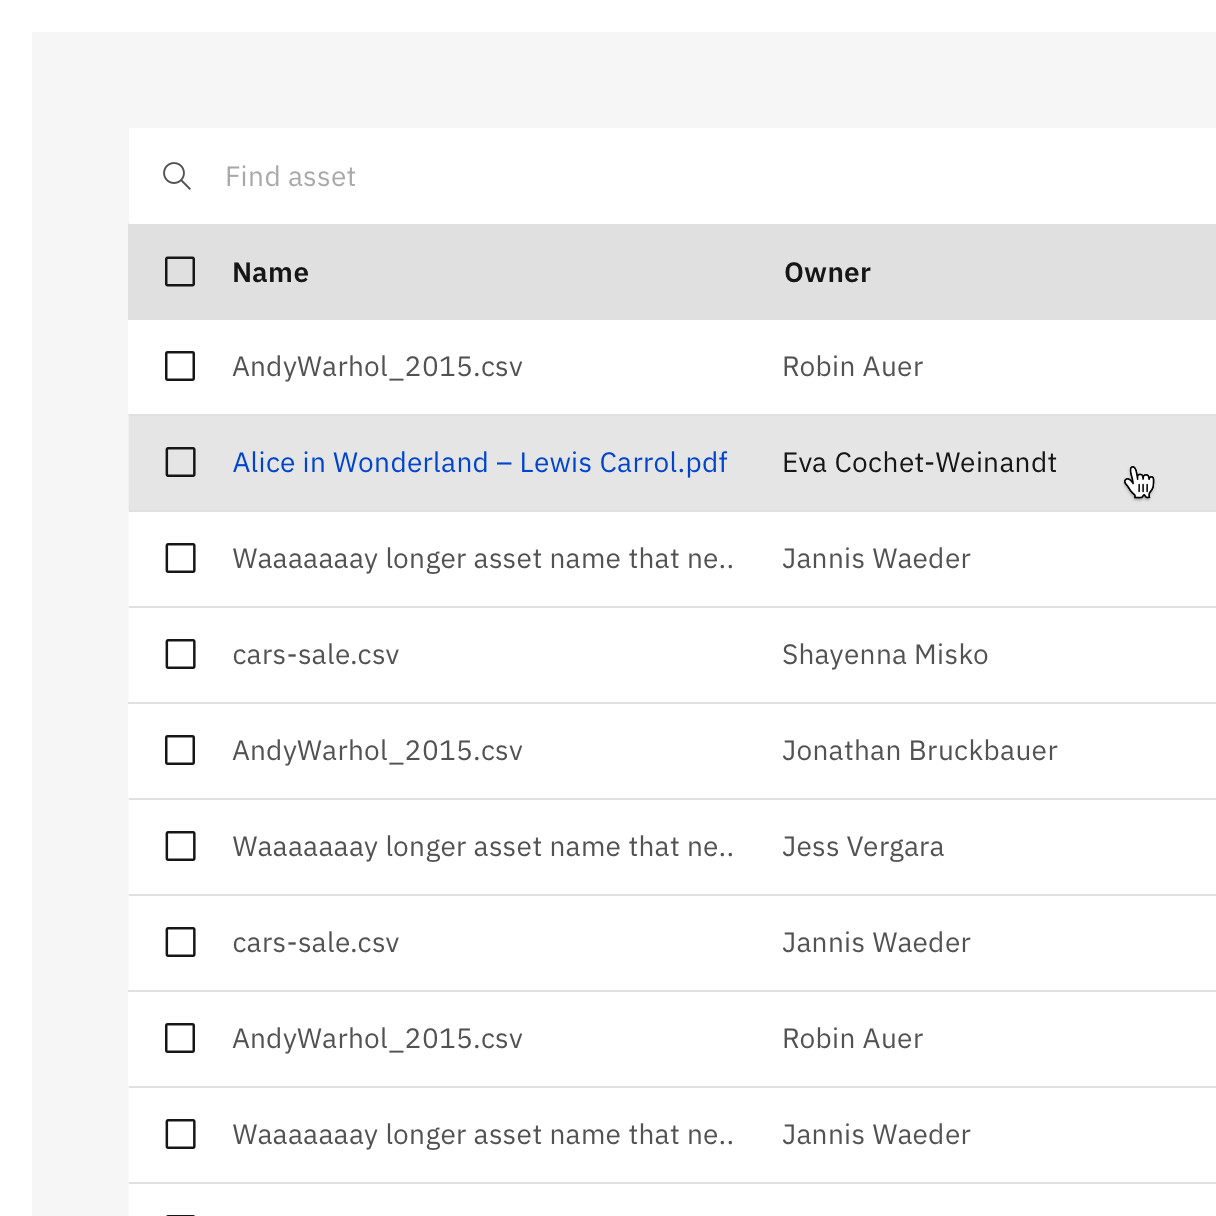 Find asset
Name Owner
AndyWarhol_2015.csv Robin Auer
Alice in Wonderland – Lewis Carrol.pdf Eva Cochet-Weinandt
Waaaaaaay longer asset name that ne.. Jannis Waeder
cars-sale.csv Shayenna Misko
AndyWarhol_2015.csv Jonathan Bruckbauer
Waaaaaaay longer asset name that ne.. Jess Vergara
cars-sale.csv Jannis Waeder
AndyWarhol_2015.csv Robin Auer
Waaaaaaay longer asset name that ne.. Jannis Waeder